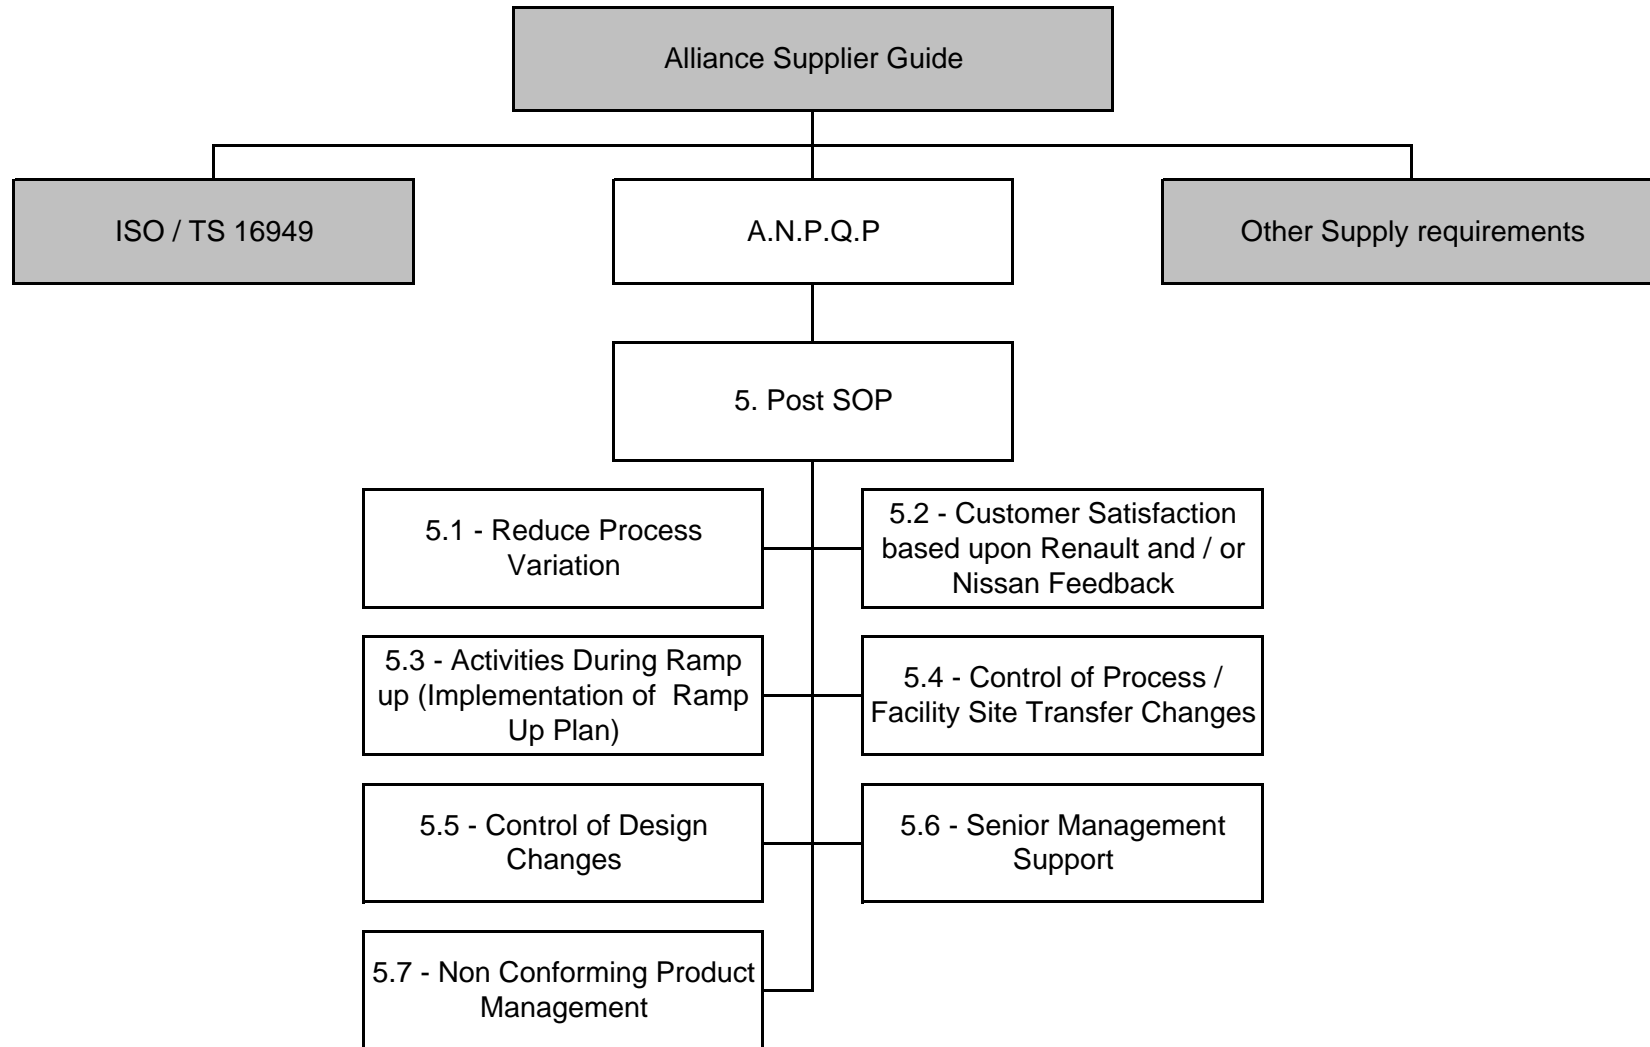 Alliance Supplier Guide
ISO / TS 16949
A.N.P.Q.P
Other Supply requirements
5. Post SOP
5.1 - Reduce Process
Variation
5.2 - Customer Satisfaction
based upon Renault and / or
Nissan Feedback
5.3 - Activities During Ramp
up (Implementation of  Ramp
Up Plan)
5.4 - Control of Process /
Facility Site Transfer Changes
5.5 - Control of Design
Changes
5.6 - Senior Management
Support
5.7 - Non Conforming Product
Management